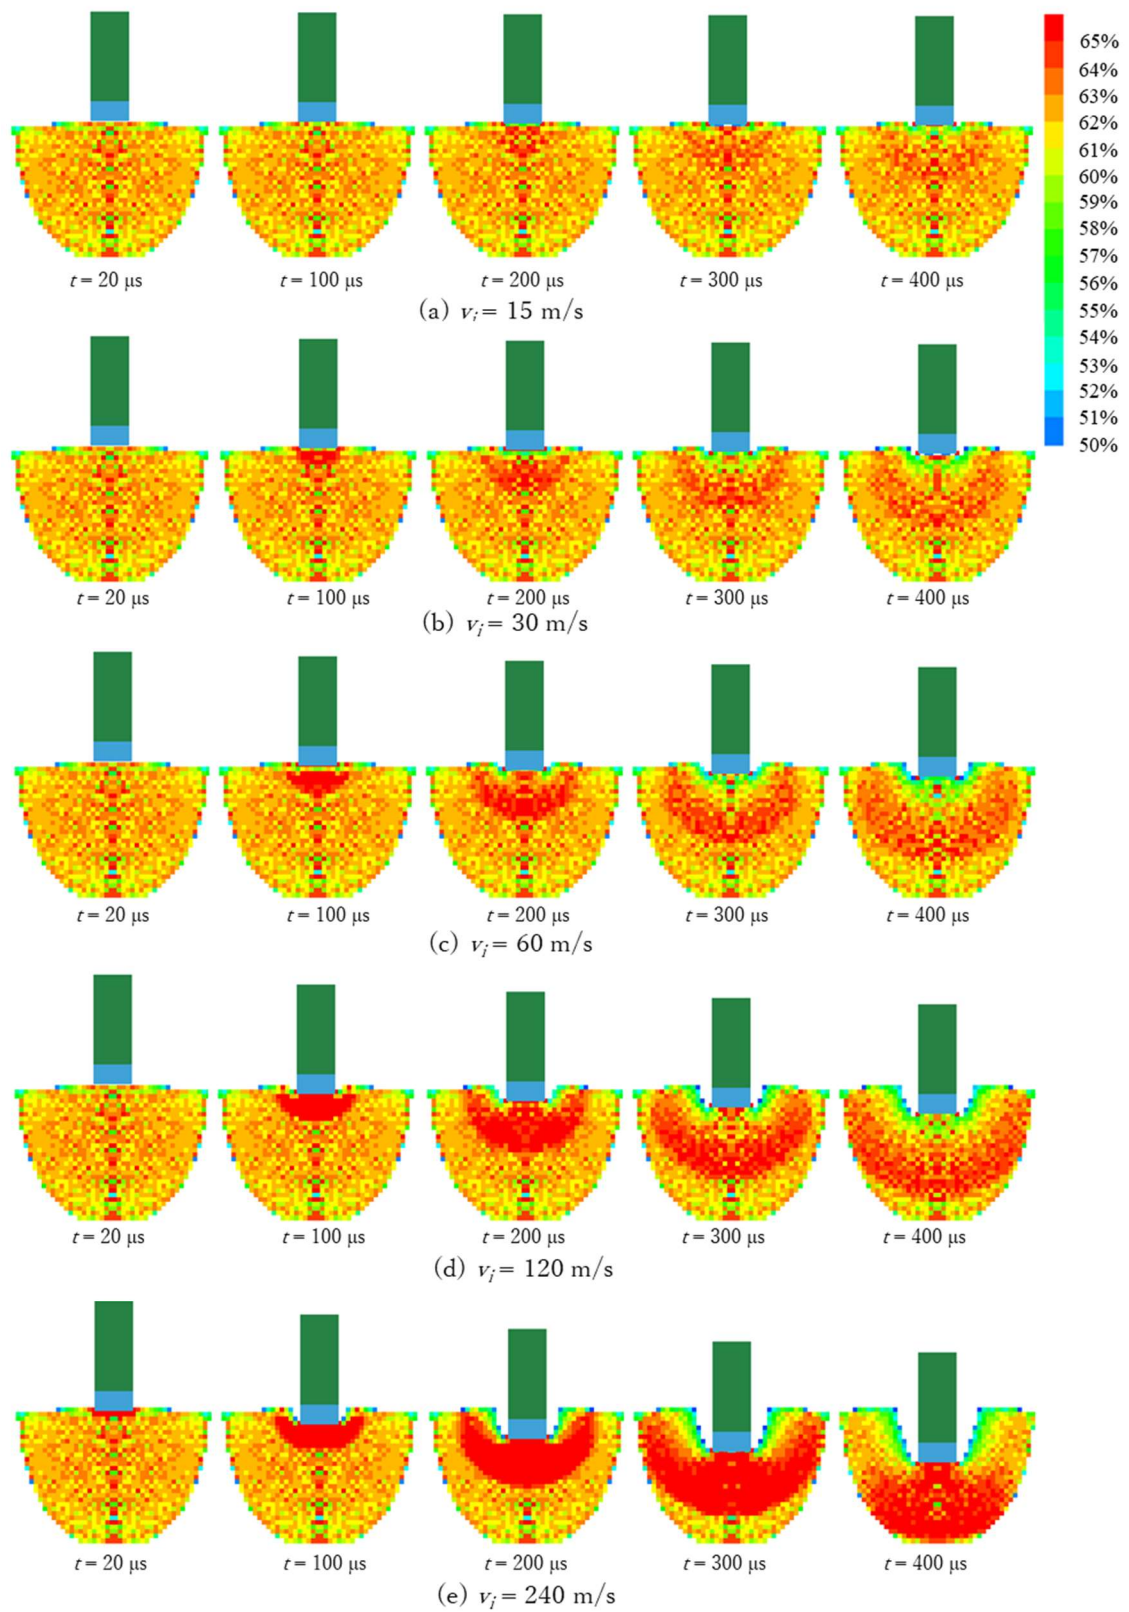 65%
64%
63%
62%
61%
60%
59%
58%
57%
56%
55%
54%
53%
52%
51%
50%
t = 20 μs t = 100 μs t = 200 μs t = 300 μs t = 400 μs
(a) vi = 15 m/s
t = 20 μs t = 100 μs t = 200 μs t = 300 μs t = 400 μs
(b) vi = 30 m/s
t = 20 μs t = 100 μs t = 200 μs t = 300 μs t = 400 μs
(c) vi = 60 m/s
t = 20 μs t = 100 μs t = 200 μs t = 300 μs t = 400 μs
(d) vi = 120 m/s
t = 20 μs t = 100 μs t = 200 μs t = 300 μs t = 400 μs
(e) vi = 240 m/s